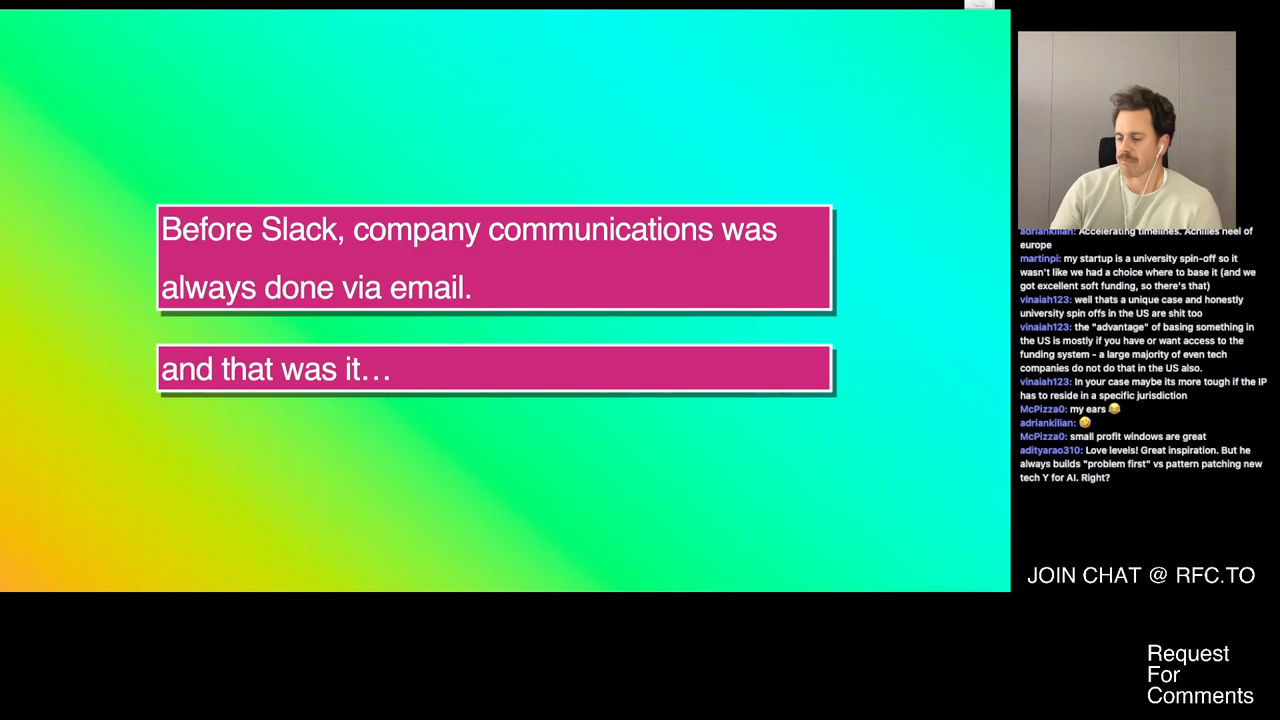 Before Slack, company communications was
always done via email.
and that was it…
adriankilian: Accelerating timelines. Achilles heel of
europe
martinpi: my startup is a university spin-off so it
wasn't like we had a choice where to base it (and we
got excellent soft funding, so there's that)
vinaiah123: well thats a unique case and honestly
university spin offs in the US are shit too
vinaiah123: the "advantage" of basing something in
the US is mostly if you have or want access to the
funding system - a large majority of even tech
companies do not do that in the US also.
vinaiah123: In your case maybe its more tough if the IP
has to reside in a specific jurisdiction
McPizza0: my ears 😂
adriankilian: 🤣
McPizza0: small profit windows are great
adityarao310: Love levels! Great inspiration. But he
always builds "problem first" vs pattern patching new
tech Y for AI. Right?
JOIN CHAT @ RFC.TO
Request
For
Comments